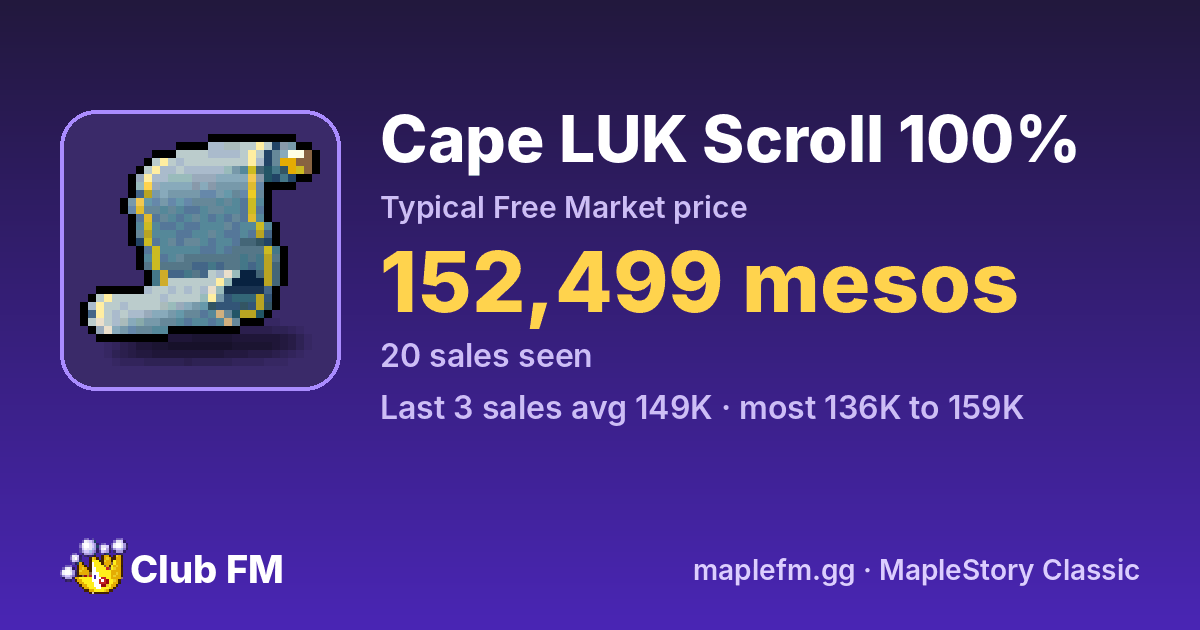 Cape LUK Scroll 100%
Typical Free Market price
152,499 mesos
20 sales seen
Last 3 sales avg 149K · most 136K to 159K
Club FM
maplefm.gg · MapleStory Classic